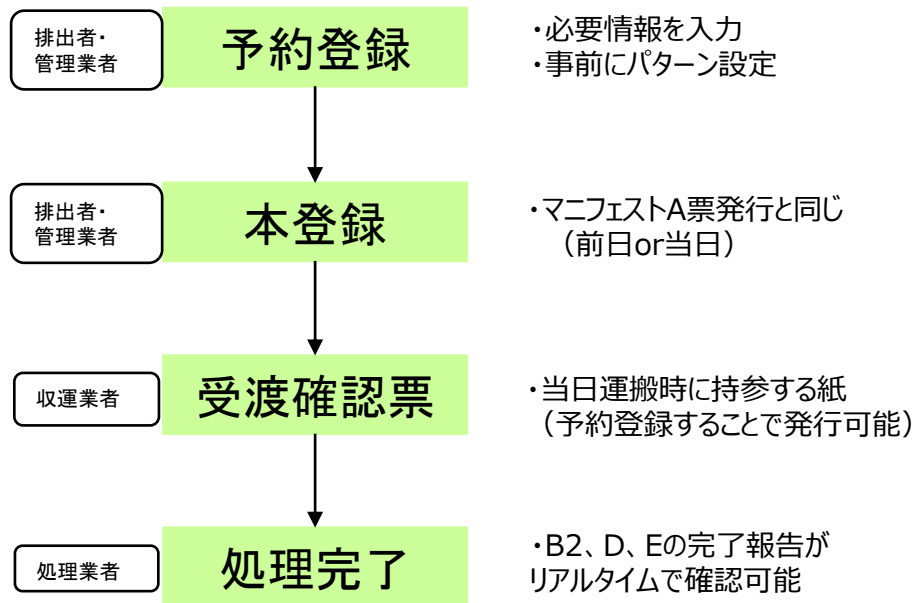 排出者・
管理業者
予約登録
・必要情報を入力
・事前にパターン設定
排出者・
管理業者
本登録
・マニフェストA票発行と同じ
（前日or当日）
収運業者
受渡確認票
・当日運搬時に持参する紙
（予約登録することで発行可能）
処理業者
処理完了
・B2、D、Eの完了報告が
リアルタイムで確認可能